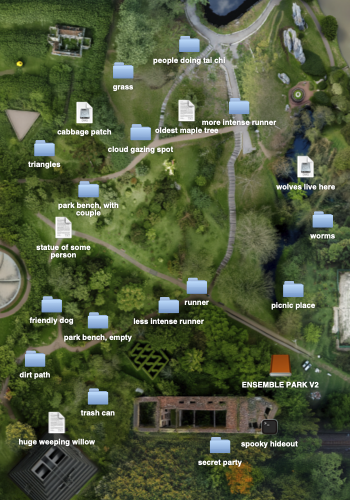 people doing tai chi
grass
cabbage patch
oldest maple tree
more intense runner
cloud gazing spot
triangles
wolves live here
park bench, with
couple
worms
statue of some
person
runner
picnic place
friendly dog
less intense runner
park bench, empty
dirt path
ENSEMBLE PARK V2
trash can
huge weeping willow
spooky hideout
secret party